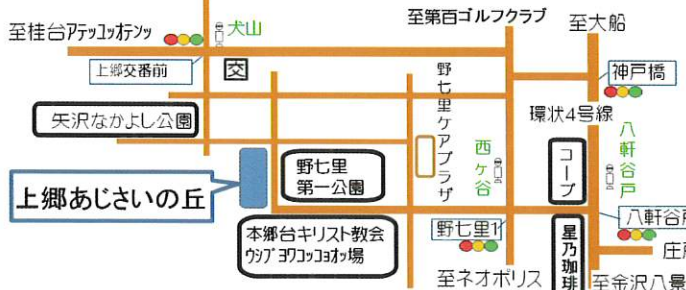 至桂台アテッユッオテンッ
犬山
至第百ゴルフクラブ
至大船
上郷交番前
交
神戸橋
環状4号線
矢沢なかよし公園
野七里ケアプラザ
西ヶ谷
コープ
八軒谷戸
上郷あじさいの丘
野七里
第一公園
野七里1
八軒谷戸
本郷台キリスト教会
ウシブヨワコッコヨオッ場
至ネオポリス
星乃珈琲
至金沢八景